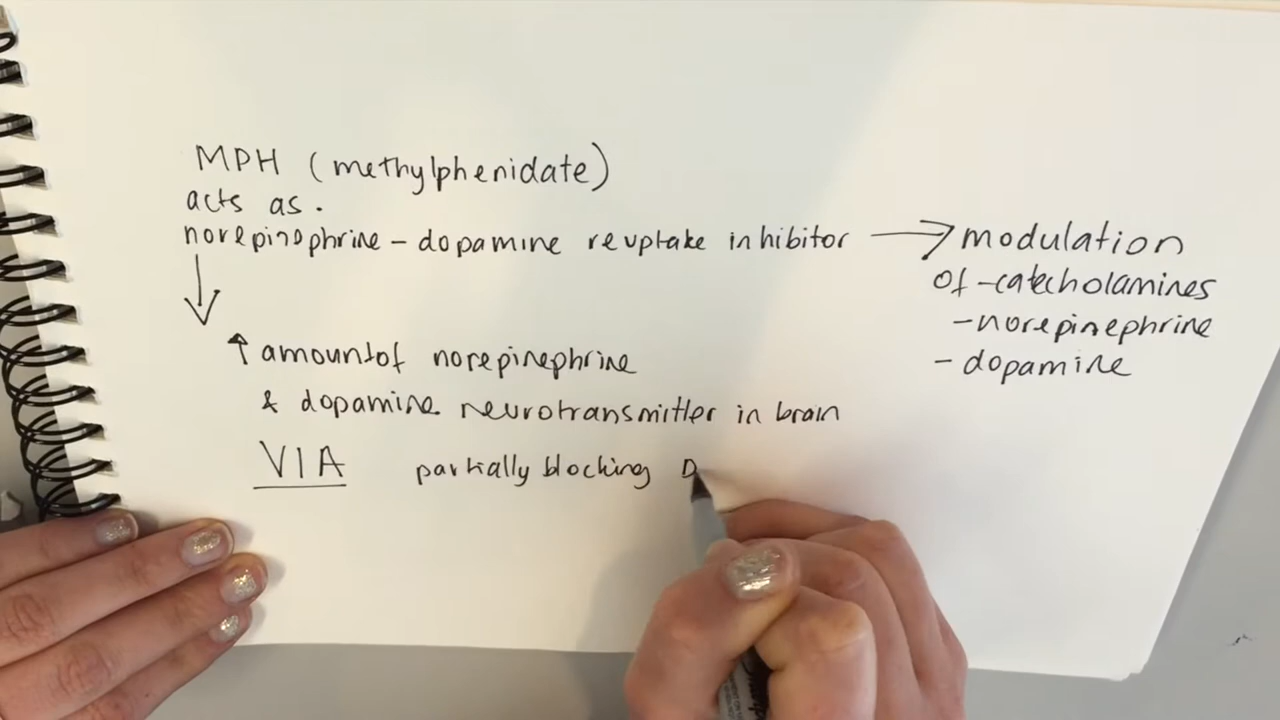 MPH (methylphenidate)
acts as.
norepinephrine - dopamine reuptake inhibitor → modulation
of - catecholamines
- norepinephrine
- dopamine
↑ amount of norepinephrine
& dopamine neurotransmitter in brain
VIA partially blocking D